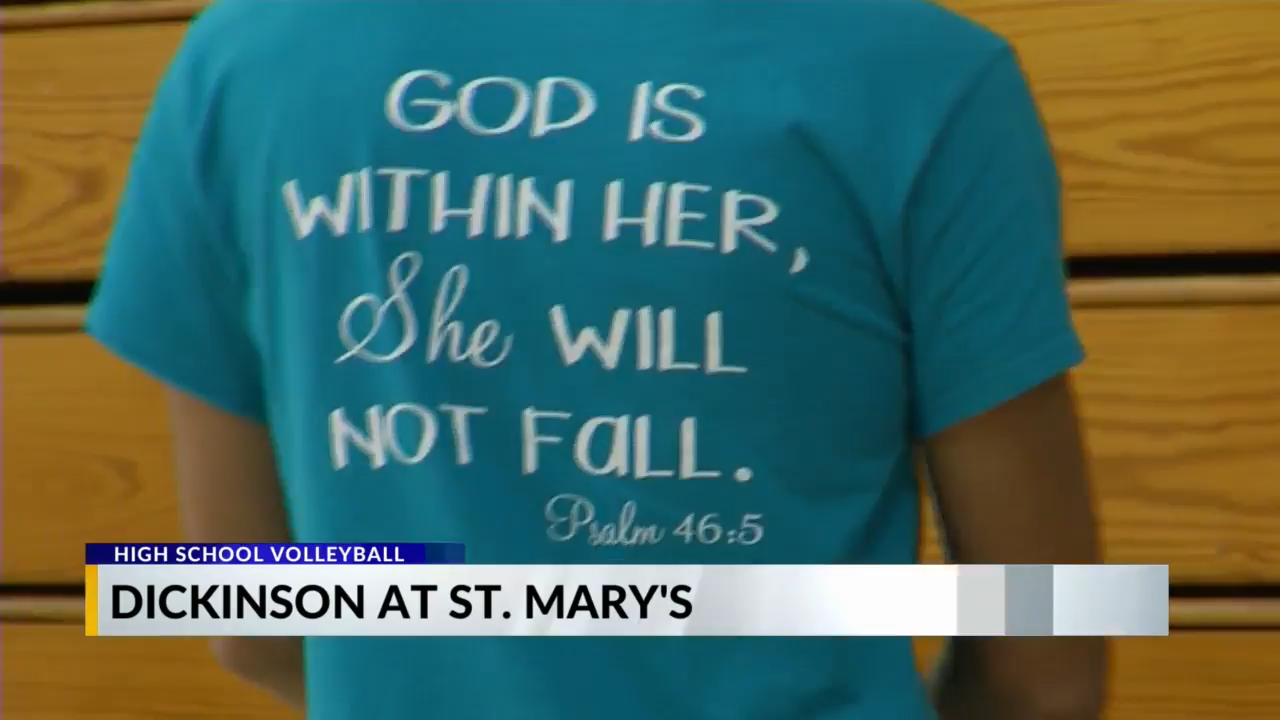 GOD IS
WITHIN HER,
She WILL
NOT FaLL.
Psalm 46:5
HIGH SCHOOL VOLLEYBALL
DICKINSON AT ST. MARY'S